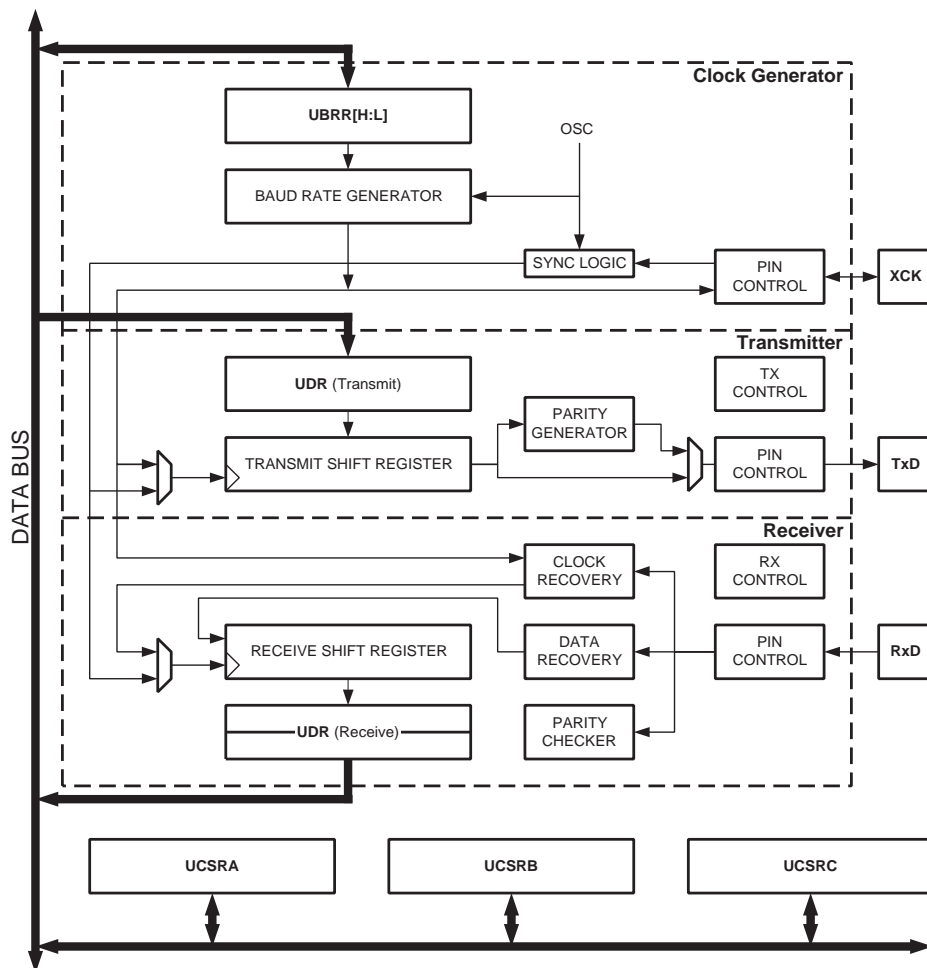 Clock Generator
UBRR[H:L]
OSC
BAUD RATE GENERATOR
SYNC LOGIC
PIN
CONTROL
XCK
Transmitter
UDR (Transmit)
TX
CONTROL
PARITY
GENERATOR
TRANSMIT SHIFT REGISTER
PIN
CONTROL
TxD
DATA BUS
Receiver
CLOCK
RECOVERY
RX
CONTROL
RECEIVE SHIFT REGISTER
DATA
RECOVERY
PIN
CONTROL
RxD
UDR (Receive)
PARITY
CHECKER
UCSRA
UCSRB
UCSRC